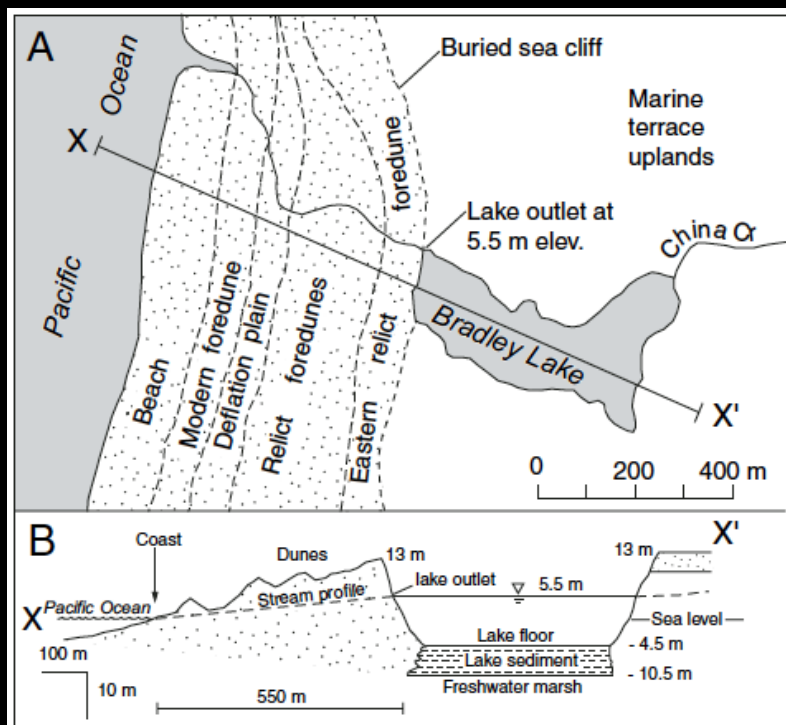 A
Pacific
Ocean
X
Buried sea cliff
Marine
terrace
uplands
foredune
Lake outlet at
5.5 m elev.
China Cr
Beach
Modern foredune
Deflation plain
Relict
foredunes
Eastern
relict
Bradley Lake
X'
0 200 400 m
B
X'
Coast
Dunes
13 m
13 m
lake outlet
5.5 m
Stream profile
X
Pacific Ocean
Sea level
Lake floor
- 4.5 m
Lake sediment
- 10.5 m
Freshwater marsh
100 m
10 m
550 m